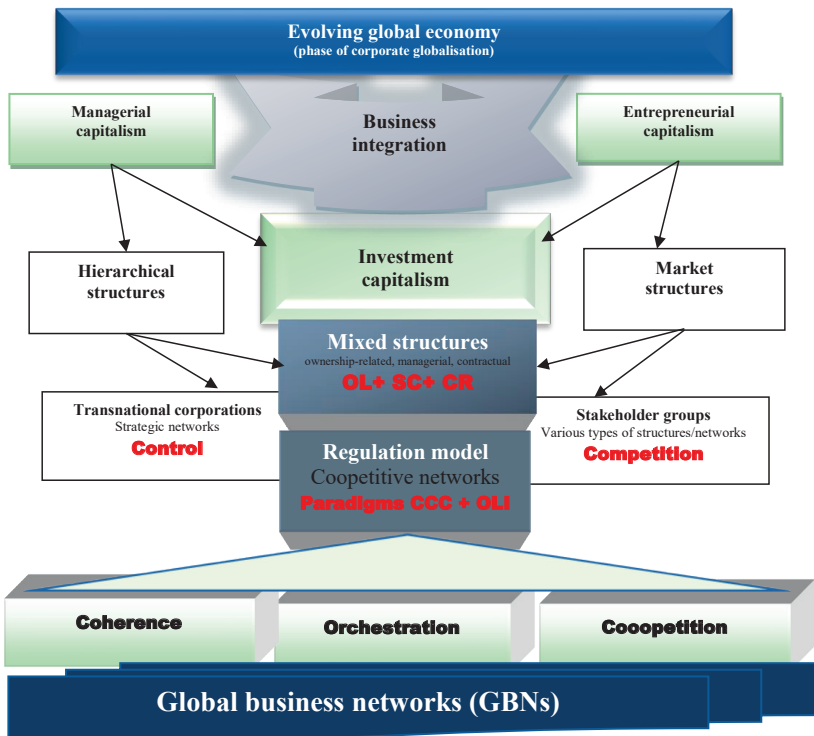 Evolving global economy
(phase of corporate globalisation)
Managerial
capitalism
Business
integration
Entrepreneurial
capitalism
Hierarchical
structures
Investment
capitalism
Market
structures
Mixed structures
ownership-related, managerial, contractual
OL+ SC+ CR
Transnational corporations
Strategic networks
Control
Stakeholder groups
Various types of structures/networks
Competition
Regulation model
Coopetitive networks
Paradigms CCC + OLI
Coherence
Orchestration
Cooopetition
Global business networks (GBNs)